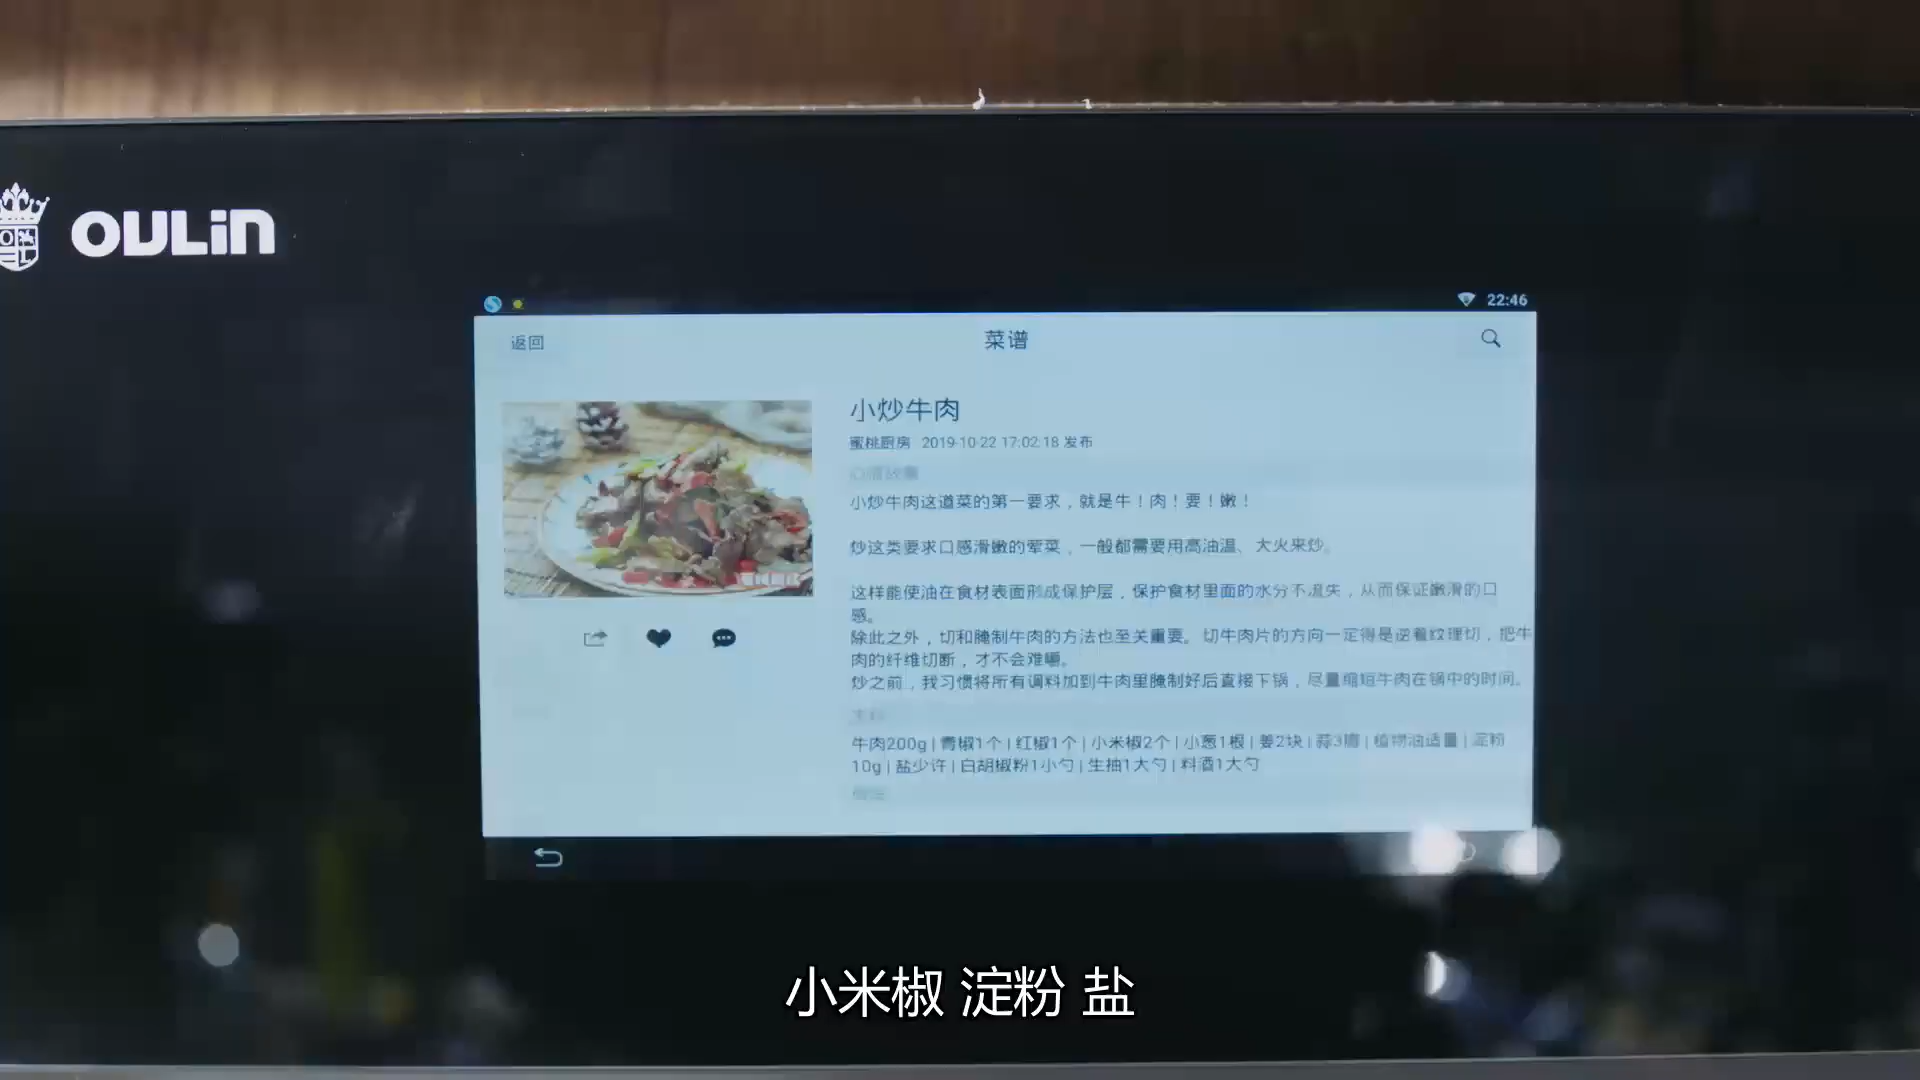 OULin
22:46
返回
菜谱
小炒牛肉
蜜桃厨房 2019-10-22 17:02:18 发布
小炒牛肉这道菜的第一要求，就是牛！肉！要！嫩！
炒这类要求口感滑嫩的荤菜，一般都需要用高油温、大火来炒。
这样能使油在食材表面形成保护层，保护食材里面的水分不流失，从而保证嫩滑的口
感。
除此之外，切和腌制牛肉的方法也至关重要。切牛肉片的方向一定得是逆着纹理切，把牛
肉的纤维切断，才不会难嚼。
炒之前，我习惯将所有调料加到牛肉里腌制好后直接下锅，尽量缩短牛肉在锅中的时间。
牛肉200g | 青椒1个 | 红椒1个 | 小米椒2个 | 小葱1根 | 姜2块 | 蒜3瓣 | 植物油适量 | 淀粉
10g | 盐少许 | 白胡椒粉1小勺 | 生抽1大勺 | 料酒1大勺
小米椒 淀粉 盐